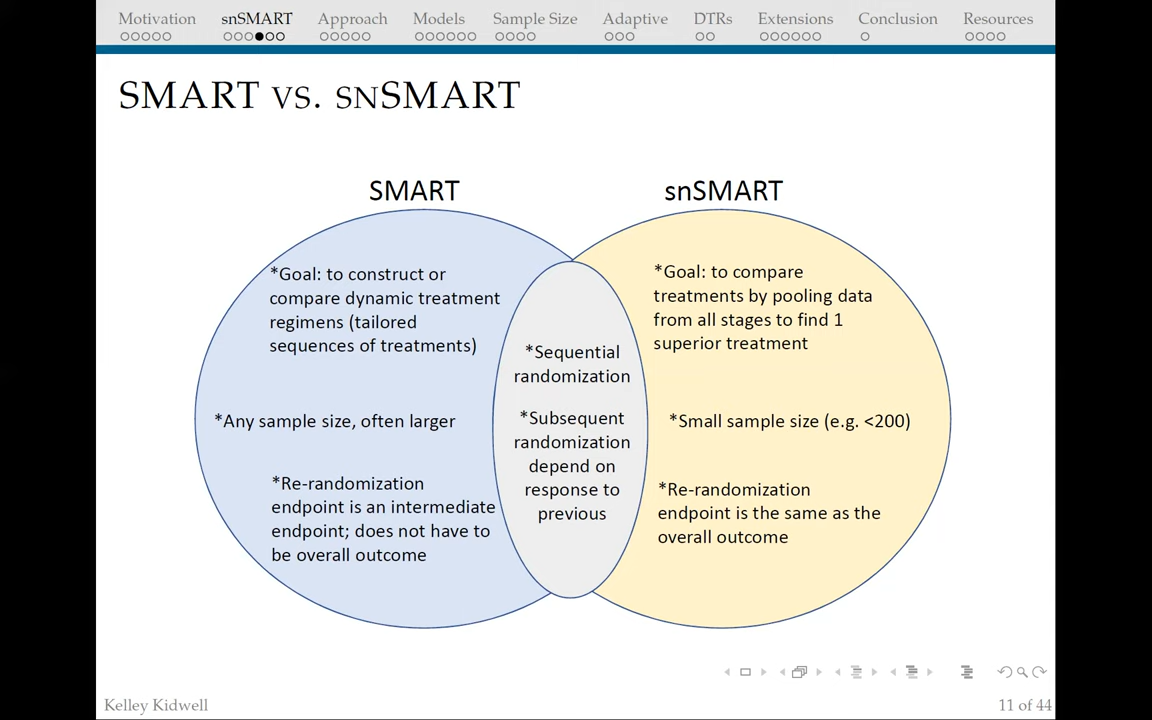 Motivation snSMART Approach Models Sample Size Adaptive DTRs Extensions Conclusion Resources
SMART VS. SNSMART
SMART
*Goal: to construct or
compare dynamic treatment
regimens (tailored
sequences of treatments)
*Any sample size, often larger
*Re-randomization
endpoint is an intermediate
endpoint; does not have to
be overall outcome
*Sequential
randomization
*Subsequent
randomization
depend on
response to
previous
snSMART
*Goal: to compare
treatments by pooling data
from all stages to find 1
superior treatment
*Small sample size (e.g. <200)
*Re-randomization
endpoint is the same as the
overall outcome
Kelley Kidwell
11 of 44